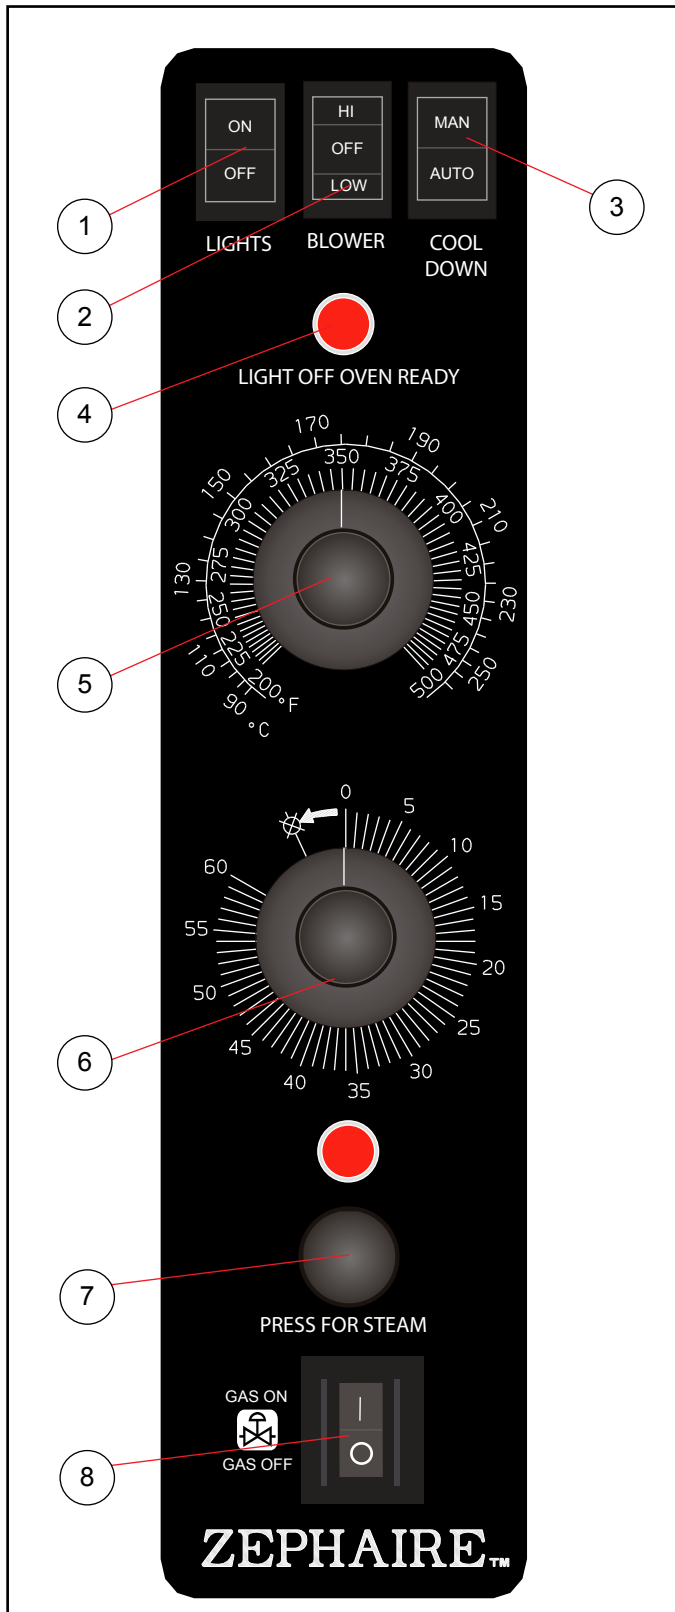 ON
OFF
HI
OFF
LOW
MAN
AUTO
1
3
LIGHTS
BLOWER
COOL
DOWN
2
4
LIGHT OFF OVEN READY
170
190
150
350
325
375
300
400
210
130
275
425
250
450
230
110
225
475
250
5
200°F
500
90
°C
0
5
10
60
15
55
20
50
25
45
30
40
35
6
7
PRESS FOR STEAM
GAS ON
GAS OFF
| 
O
8
ZEPHAIRE™